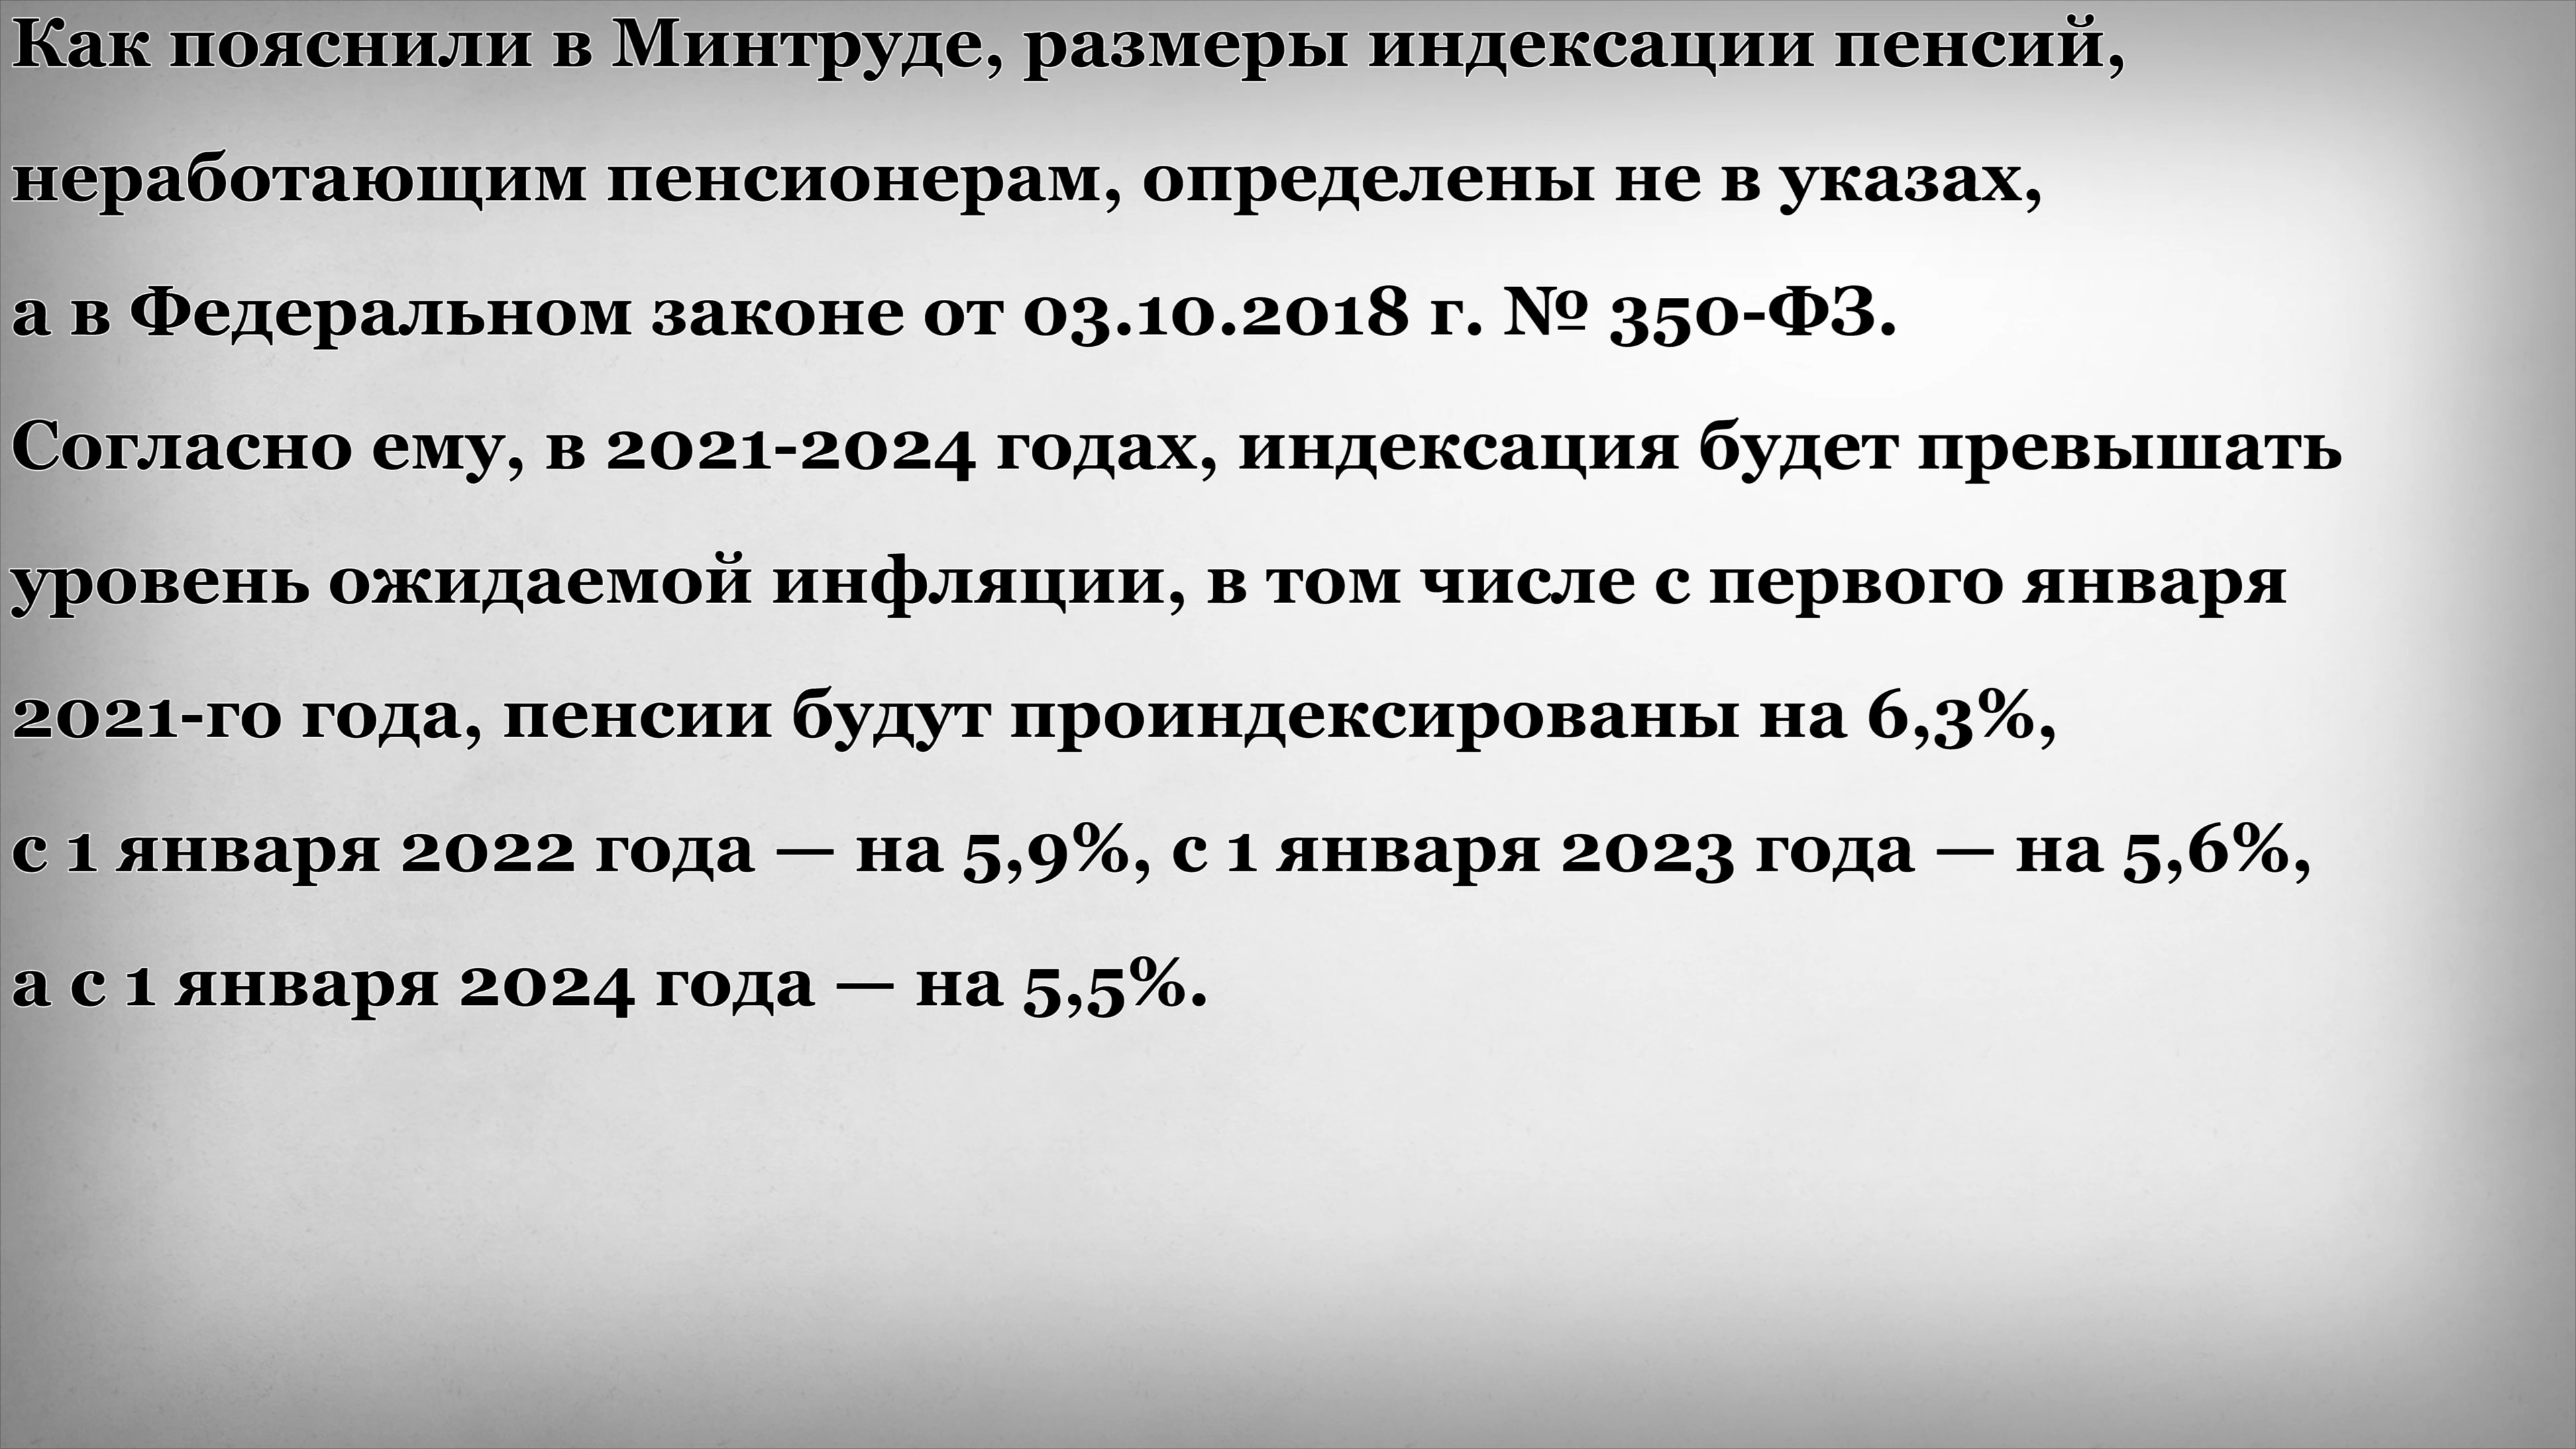 Как пояснили в Минтруде, размеры индексации пенсий,
неработающим пенсионерам, определены не в указах,
а в Федеральном законе от 03.10.2018 г. № 350-ФЗ.
Согласно ему, в 2021-2024 годах, индексация будет превышать
уровень ожидаемой инфляции, в том числе с первого января
2021-го года, пенсии будут проиндексированы на 6,3%,
с 1 января 2022 года — на 5,9%, с 1 января 2023 года — на 5,6%,
а с 1 января 2024 года — на 5,5%.